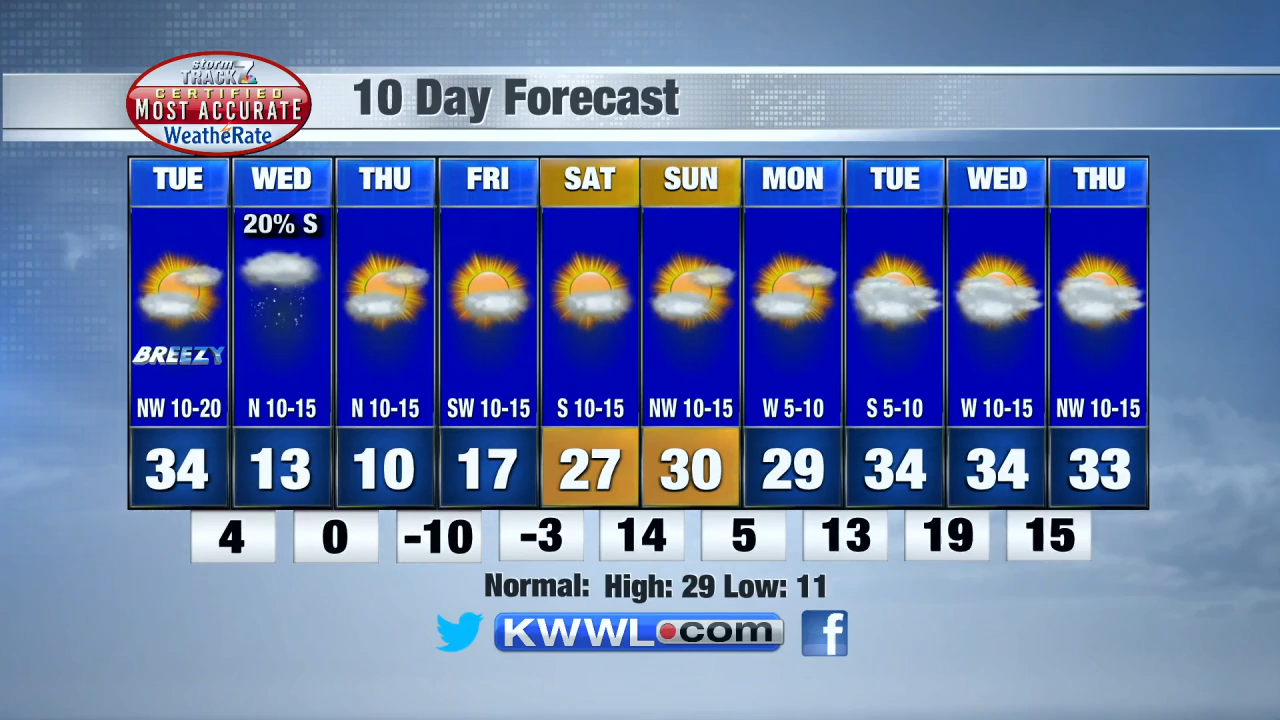 storm
TRACK 7
CERTIFIED
MOST ACCURATE
WeatheRate
10 Day Forecast
TUE WED THU FRI SAT SUN MON TUE WED THU
20% S
BREEZY
NW 10-20 N 10-15 N 10-15 SW 10-15 S 10-15 NW 10-15 W 5-10 S 5-10 W 10-15 NW 10-15
34 13 10 17 27 30 29 34 34 33
4 0 -10 -3 14 5 13 19 15
Normal: High: 29 Low: 11
KWWL.com f